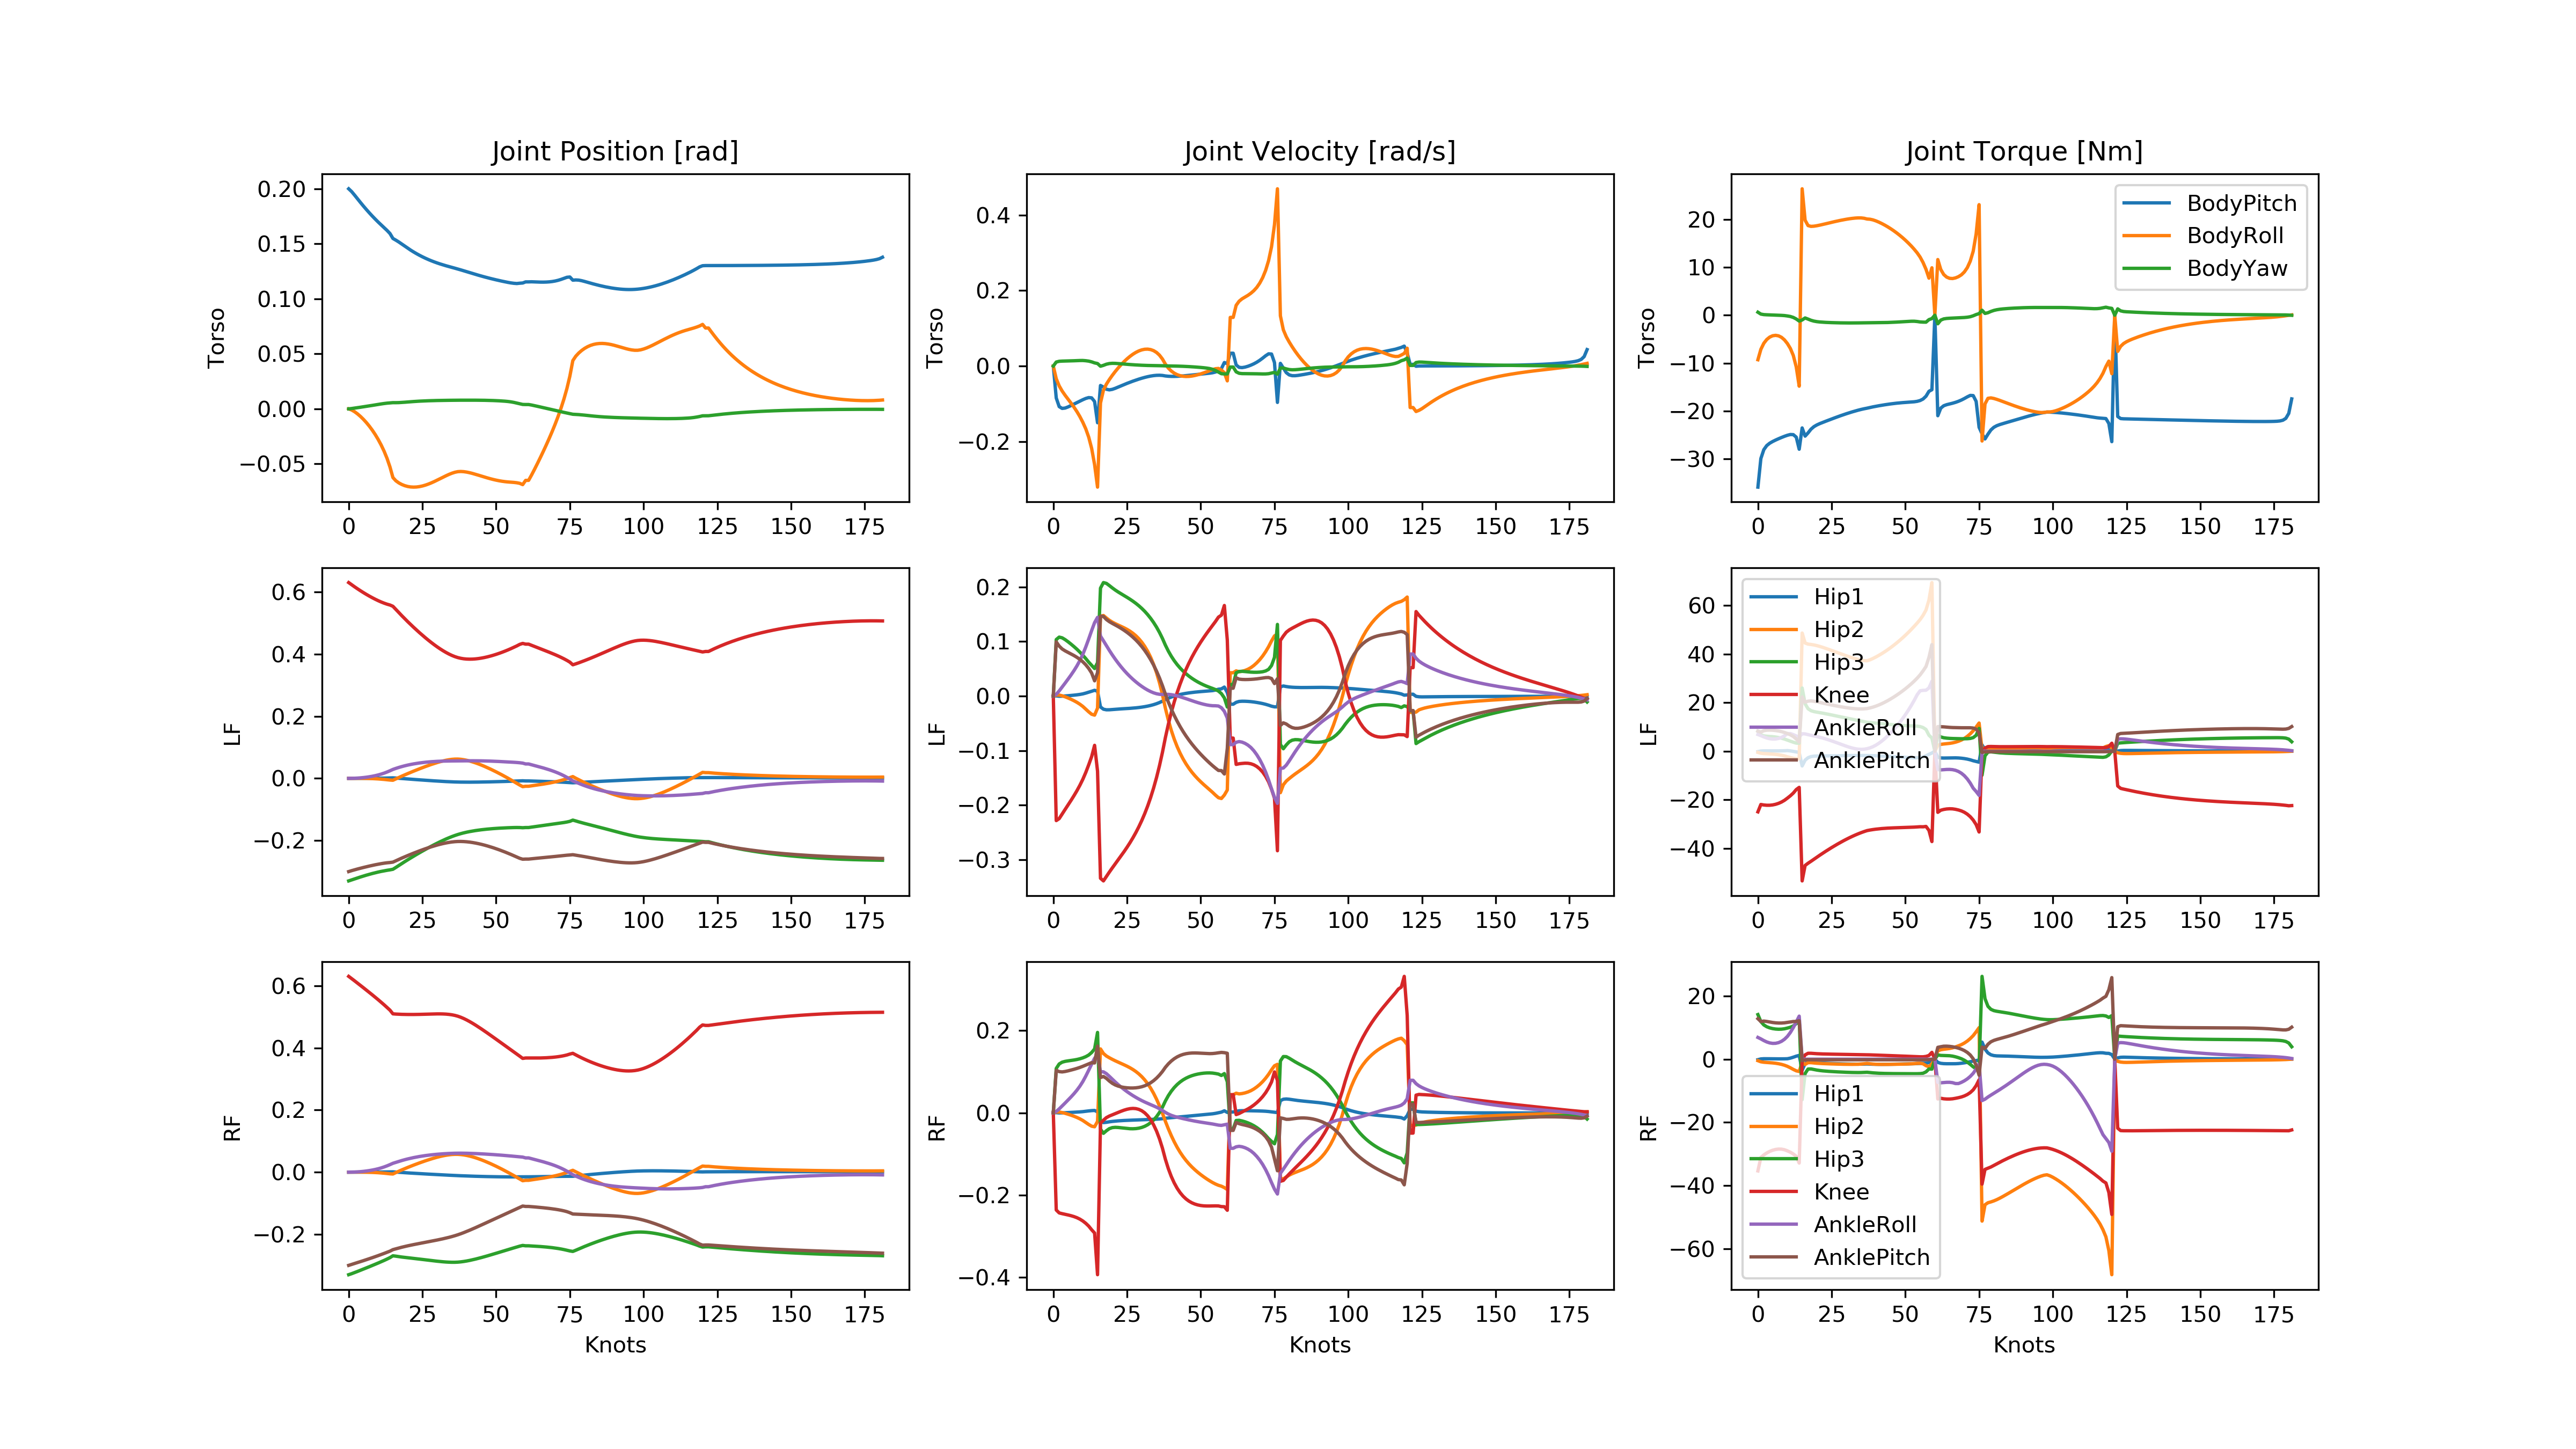 Joint Position [rad]
Joint Velocity [rad/s]
Joint Torque [Nm]
Torso
0.20
0.15
0.10
0.05
0.00
−0.05
0 25 50 75 100 125 150 175
Torso
0.4
0.2
0.0
−0.2
0 25 50 75 100 125 150 175
Torso
20
10
0
−10
−20
−30
0 25 50 75 100 125 150 175
BodyPitch
BodyRoll
BodyYaw
LF
0.6
0.4
0.2
0.0
−0.2
0 25 50 75 100 125 150 175
LF
0.2
0.1
0.0
−0.1
−0.2
−0.3
0 25 50 75 100 125 150 175
LF
60
40
20
0
−20
−40
0 25 50 75 100 125 150 175
Hip1
Hip2
Hip3
Knee
AnkleRoll
AnklePitch
RF
0.6
0.4
0.2
0.0
−0.2
0 25 50 75 100 125 150 175
Knots
RF
0.2
0.0
−0.2
−0.4
0 25 50 75 100 125 150 175
Knots
RF
20
0
−20
−40
−60
0 25 50 75 100 125 150 175
Knots
Hip1
Hip2
Hip3
Knee
AnkleRoll
AnklePitch